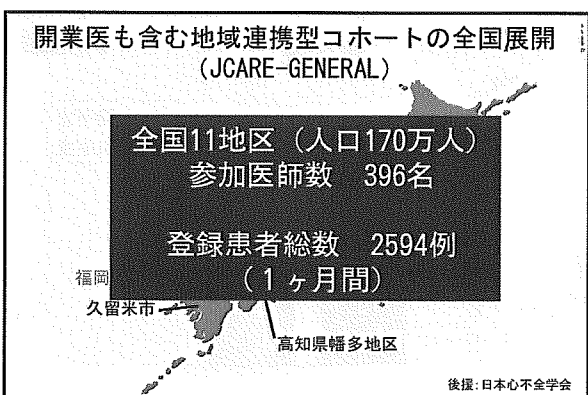 開業医も含む地域連携型コホートの全国展開
(JCARE-GENERAL)
全国11地区（人口170万人）
参加医師数　396名
登録患者総数　2594例
（１ヶ月間）
福岡
久留米市
高知県幡多地区
後援:日本心不全学会